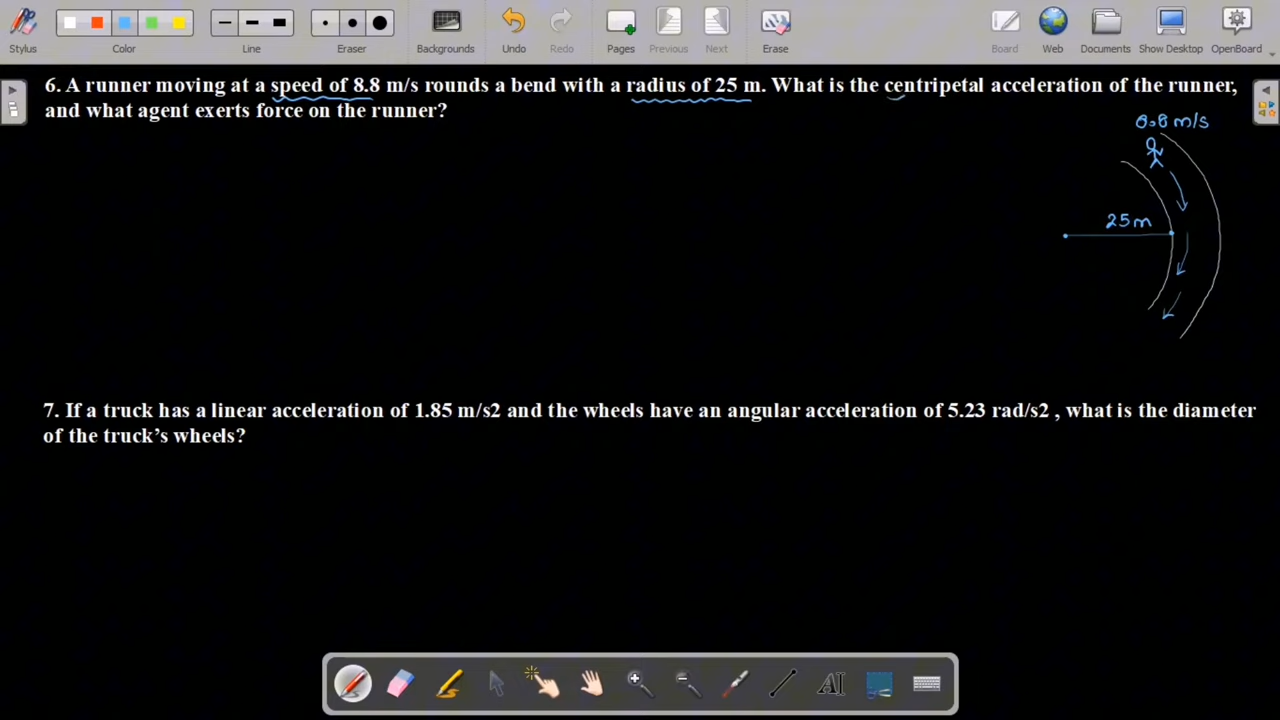 Stylus
Color
Line
Eraser
Backgrounds
Undo
Redo
Pages
Previous
Next
Erase
Board
Web
Documents
Show Desktop
OpenBoard
6. A runner moving at a speed of 8.8 m/s rounds a bend with a radius of 25 m. What is the centripetal acceleration of the runner,
and what agent exerts force on the runner?
8.8 m/s
25m
7. If a truck has a linear acceleration of 1.85 m/s2 and the wheels have an angular acceleration of 5.23 rad/s2 , what is the diameter
of the truck’s wheels?
AI